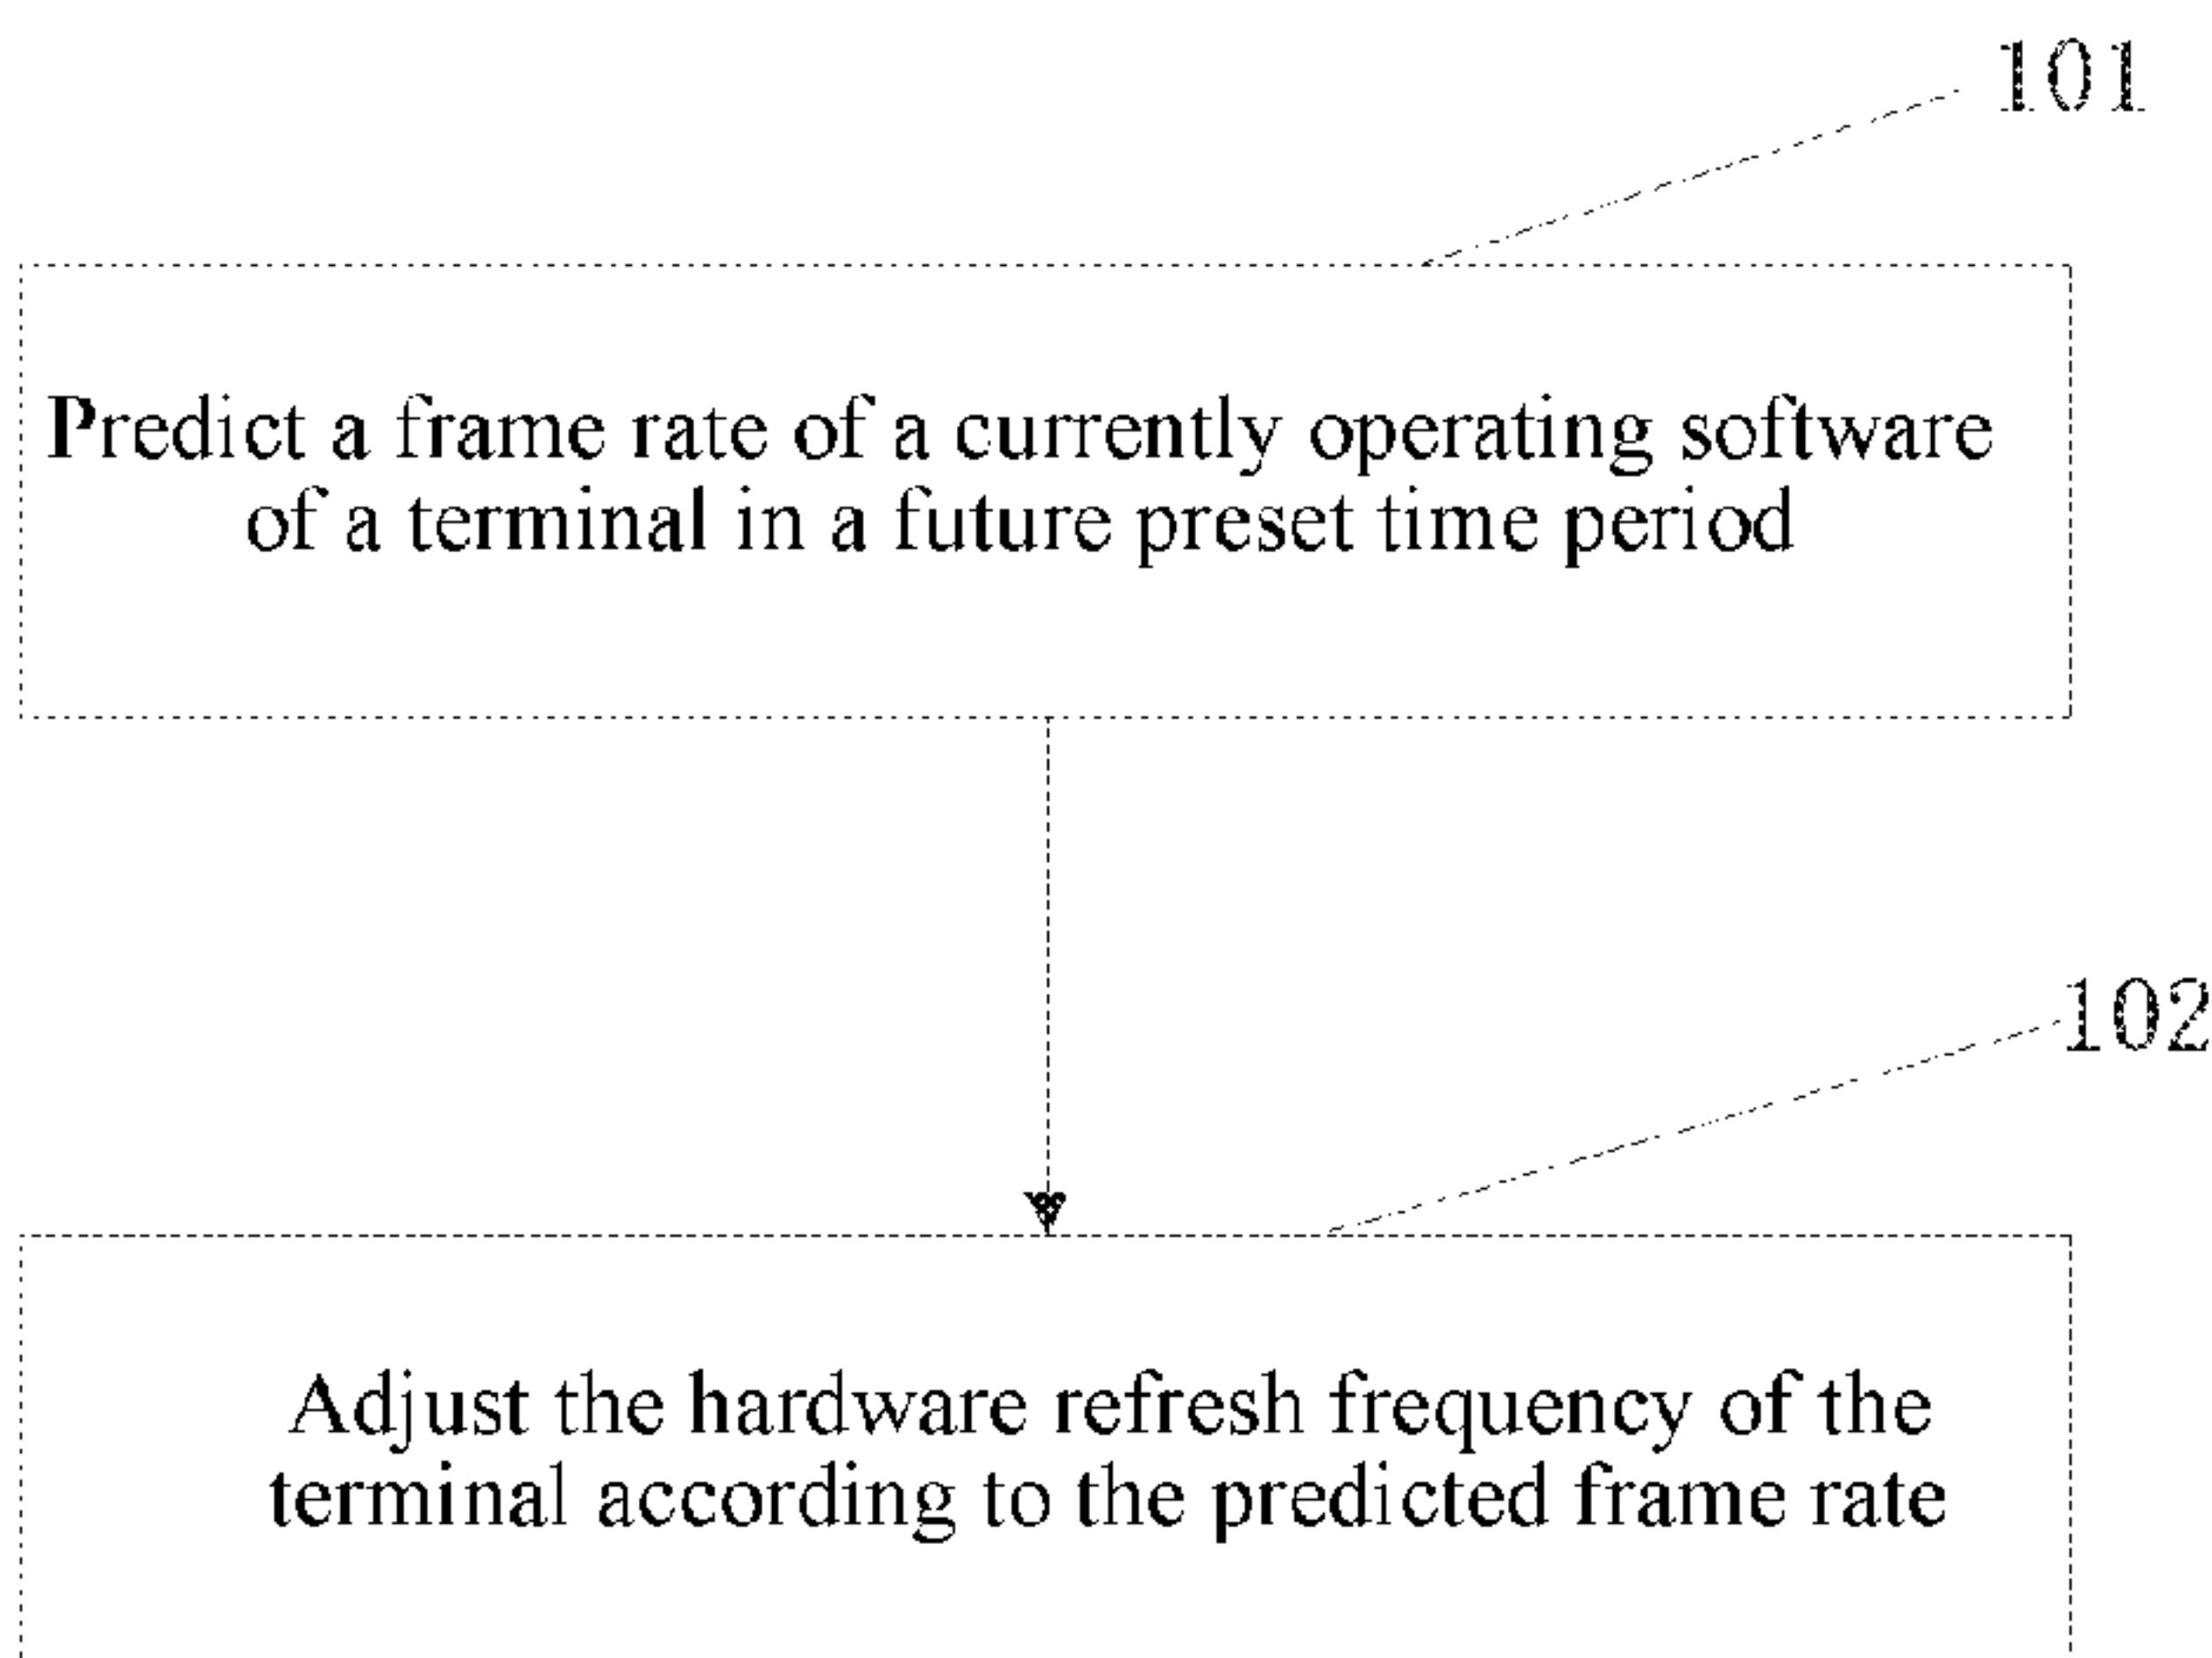 101
Predict a frame rate of a currently operating software
of a terminal in a future preset time period
102
Adjust the hardware refresh frequency of the
terminal according to the predicted frame rate